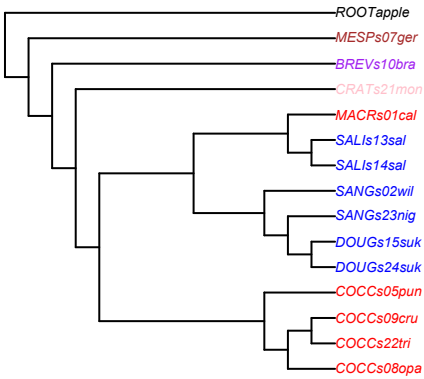 ROOTapple
MESPs07ger
BREVs10bra
CRATs21mon
MACRs01cal
SALIs13sal
SALIs14sal
SANGs02wil
SANGs23nig
DOUGs15suk
DOUGs24suk
COCCs05pun
COCCs09cru
COCCs22tri
COCCs08opa